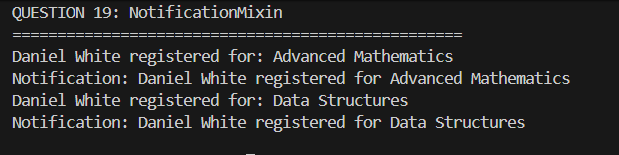 QUESTION 19: NotificationMixin
==================================================
Daniel White registered for: Advanced Mathematics
Notification: Daniel White registered for Advanced Mathematics
Daniel White registered for: Data Structures
Notification: Daniel White registered for Data Structures